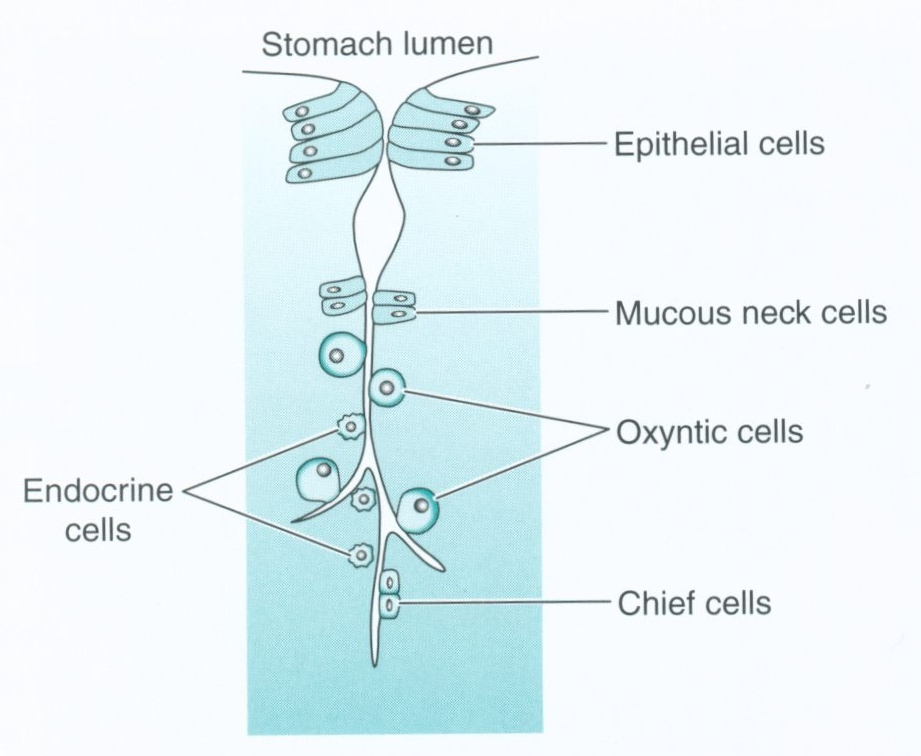 Stomach lumen
Epithelial cells
Mucous neck cells
Oxyntic cells
Endocrine
cells
Chief cells